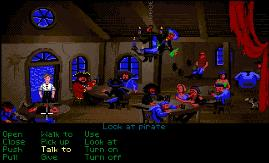 Look at pirate
Open Walk to Use
Close Pick up Look at
Push Talk to Turn on
Pull Give Turn off